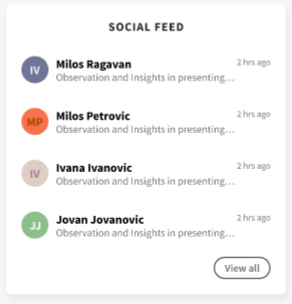 SOCIAL FEED
IV
Milos Ragavan
2 hrs ago
Observation and Insights in presenting...
MP
Milos Petrovic
2 hrs ago
Observation and Insights in presenting...
IV
Ivana Ivanovic
2 hrs ago
Observation and Insights in presenting...
JJ
Jovan Jovanovic
2 hrs ago
Observation and Insights in presenting...
View all